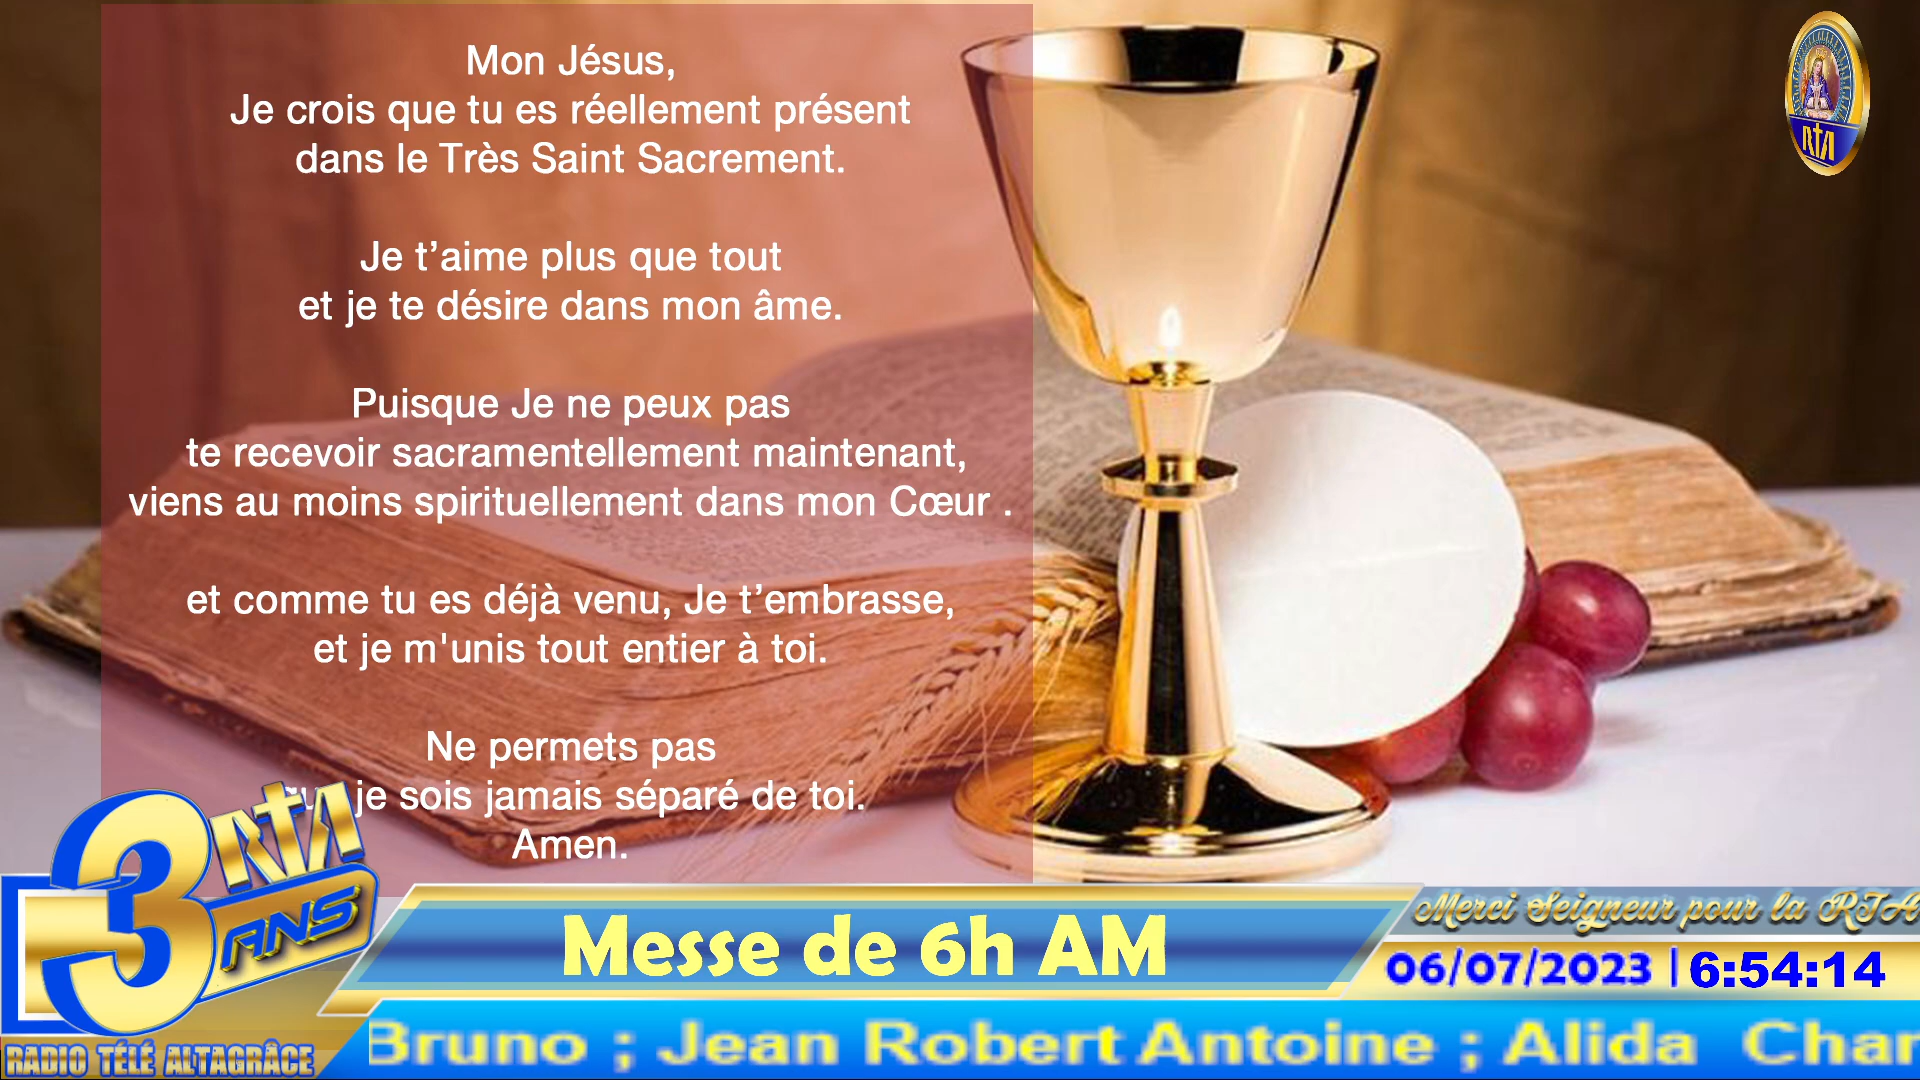 Mon Jésus,
Je crois que tu es réellement présent
dans le Très Saint Sacrement.
Je t’aime plus que tout
et je te désire dans mon âme.
Puisque Je ne peux pas
te recevoir sacramentellement maintenant,
viens au moins spirituellement dans mon Cœur .
et comme tu es déjà venu, Je t’embrasse,
et je m'unis tout entier à toi.
Ne permets pas
je sois jamais séparé de toi.
Amen.
RTA
3 RTA
ANS
RADIO TÉLÉ ALTAGRÂCE
Messe de 6h AM
Merci Seigneur pour la RTA
06/07/2023 | 6:54:14
Bruno ; Jean Robert Antoine ; Alida